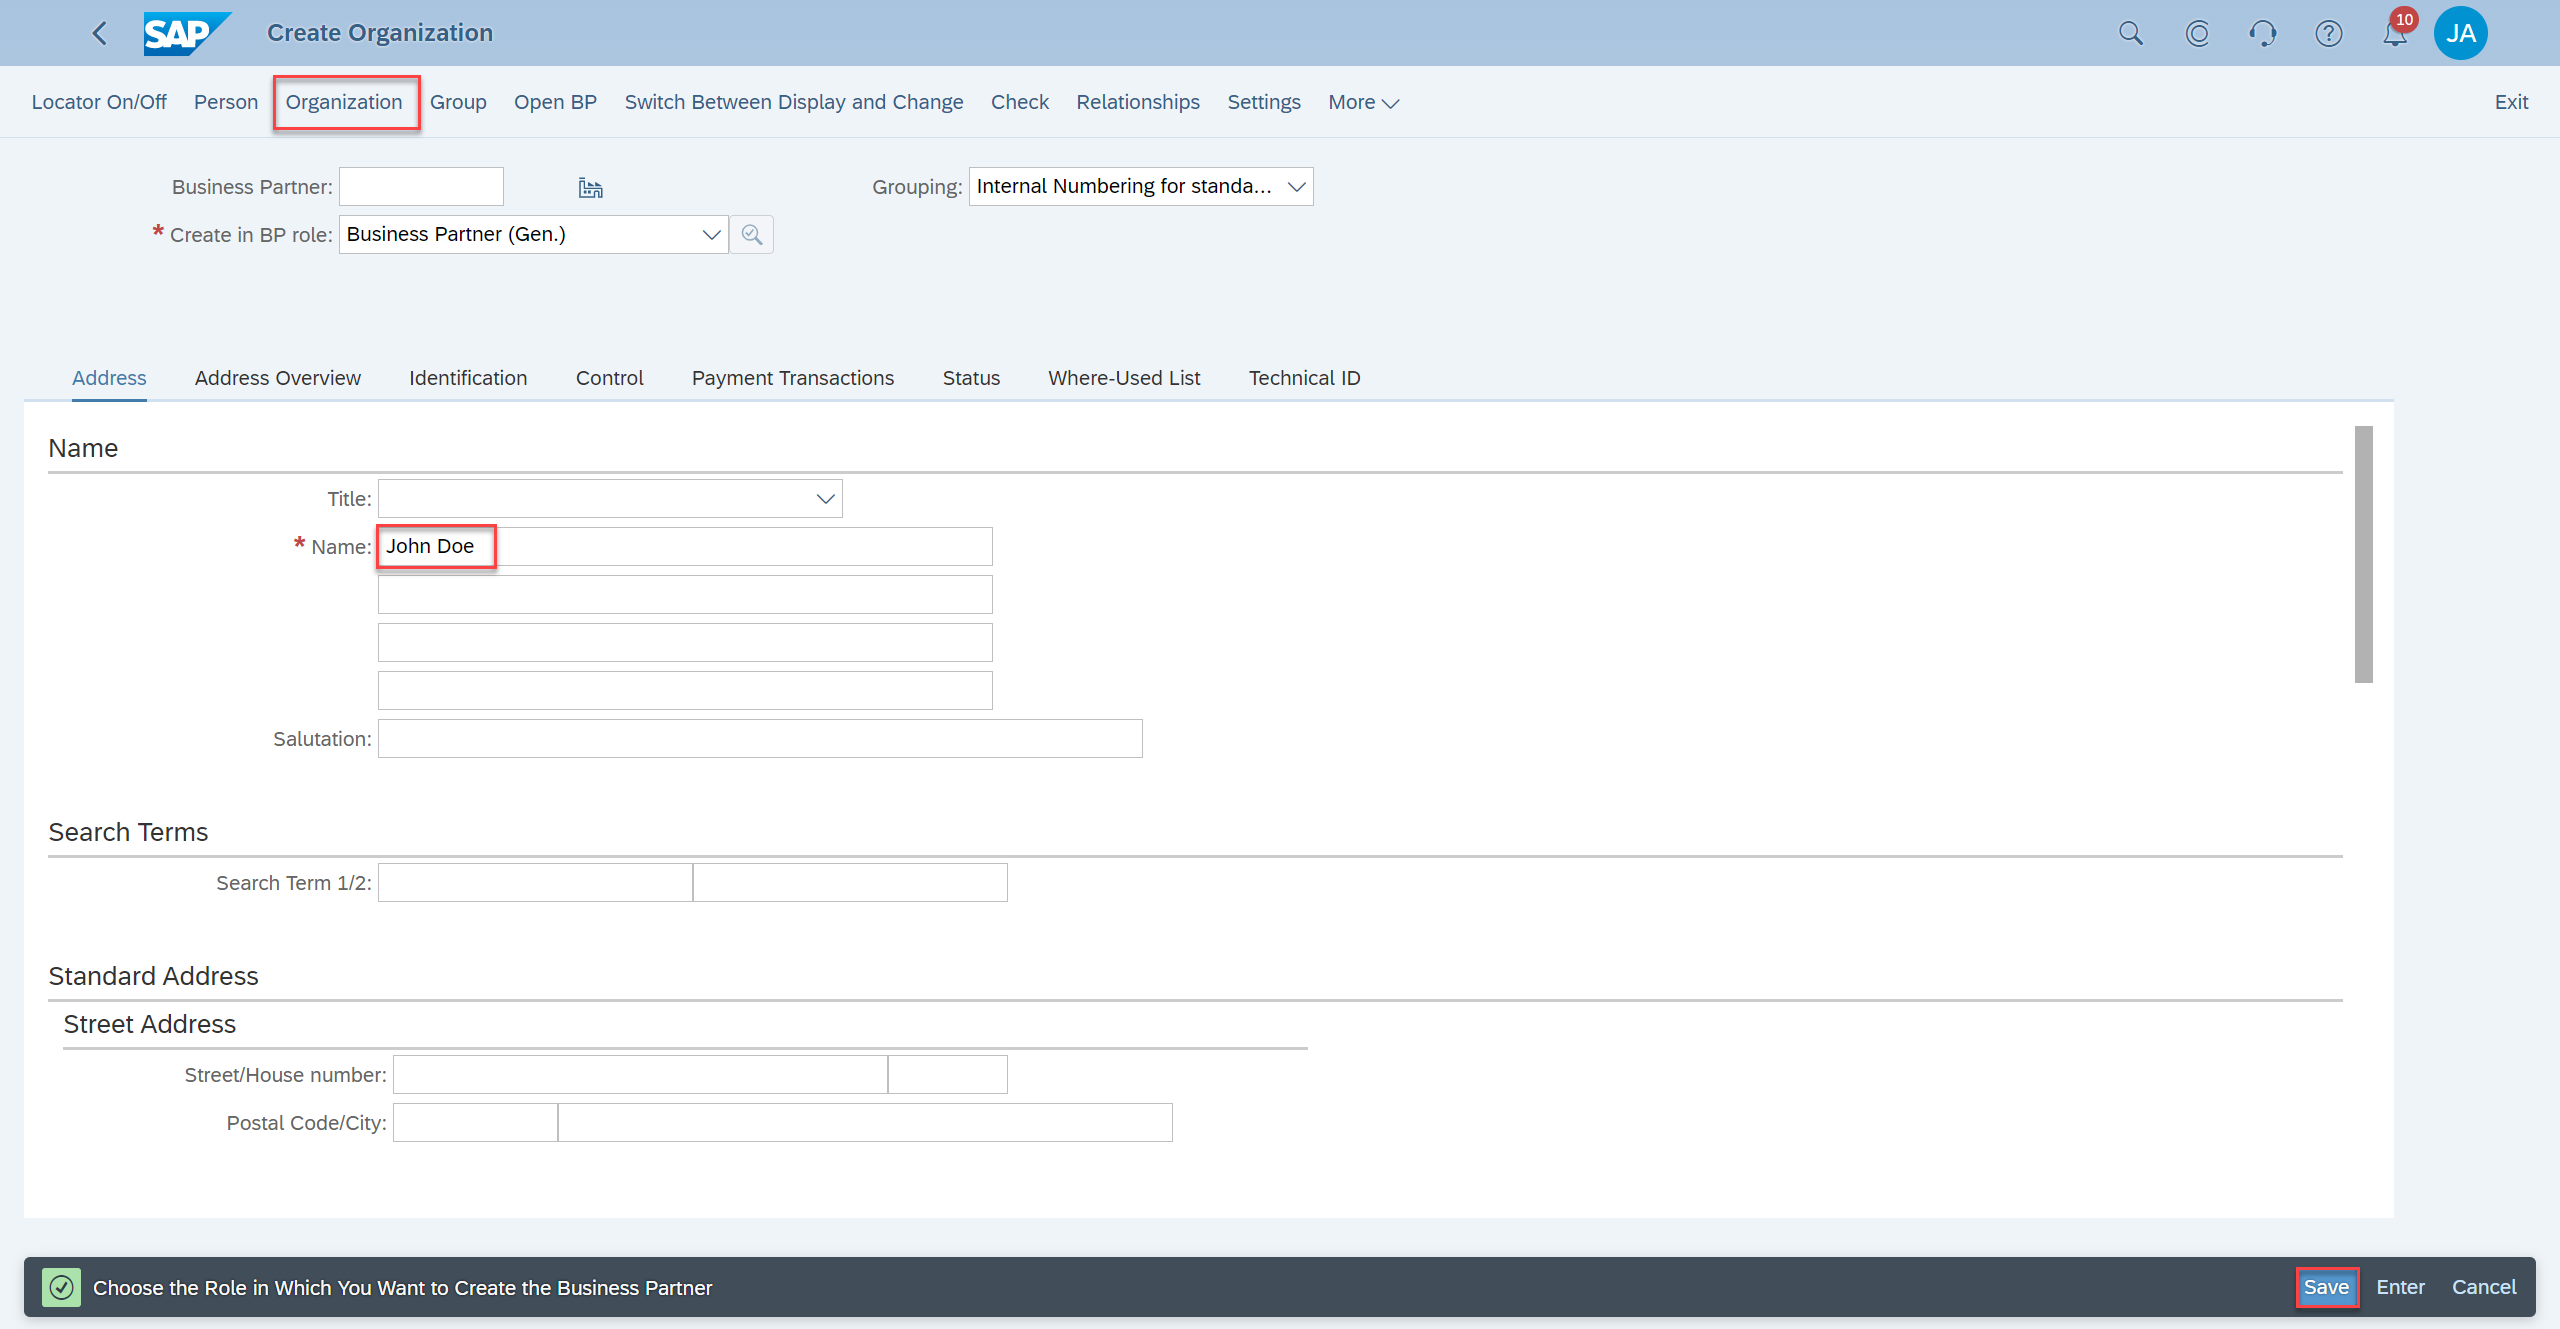 SAP Create Organization 10 JA
Locator On/Off Person Organization Group Open BP Switch Between Display and Change Check Relationships Settings More Exit
Business Partner: Grouping: Internal Numbering for standa...
* Create in BP role: Business Partner (Gen.)
Address Address Overview Identification Control Payment Transactions Status Where-Used List Technical ID
Name
Title:
* Name: John Doe
Salutation:
Search Terms
Search Term 1/2:
Standard Address
Street Address
Street/House number:
Postal Code/City:
Choose the Role in Which You Want to Create the Business Partner Save Enter Cancel